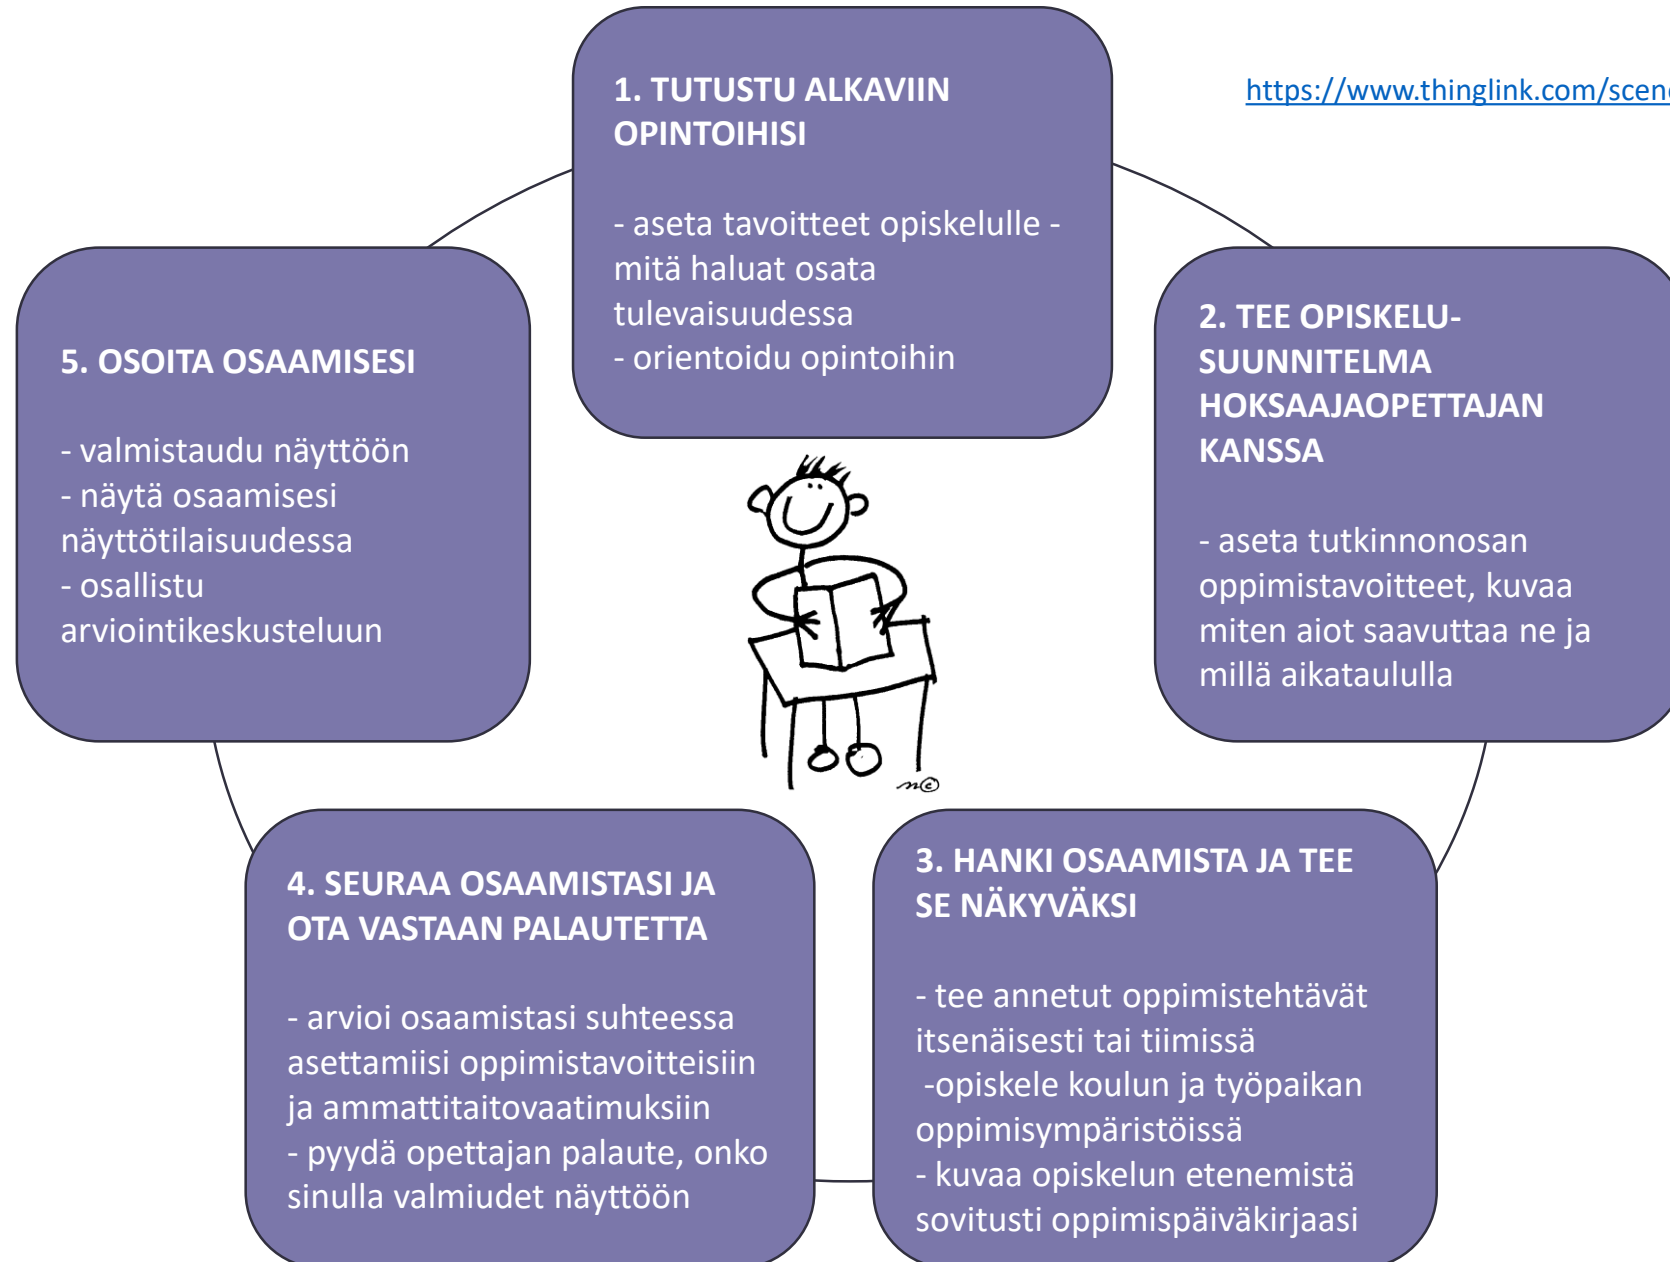 1. TUTUSTU ALKAVIIN
OPINTOIHISI
- aseta tavoitteet opiskelulle -
mitä haluat osata
tulevaisuudessa
- orientoidu opintoihin
https://www.thinglink.com/scen
2. TEE OPISKELU-
SUUNNITELMA
HOKSAAJAOPETTAJAN
KANSSA
- aseta tutkinnonosan
oppimistavoitteet, kuvaa
miten aiot saavuttaa ne ja
millä aikataululla
3. HANKI OSAAMISTA JA TEE
SE NÄKYVÄKSI
- tee annetut oppimistehtävät
itsenäisesti tai tiimissä
-opiskele koulun ja työpaikan
oppimisympäristöissä
- kuvaa opiskelun etenemistä
sovitusti oppimispäiväkirjaasi
4. SEURAA OSAAMISTASI JA
OTA VASTAAN PALAUTETTA
- arvioi osaamistasi suhteessa
asettamiisi oppimistavoitteisiin
ja ammattitaitovaatimuksiin
- pyydä opettajan palaute, onko
sinulla valmiudet näyttöön
5. OSOITA OSAAMISESI
- valmistaudu näyttöön
- näytä osaamisesi
näyttötilaisuudessa
- osallistu
arviointikeskusteluun